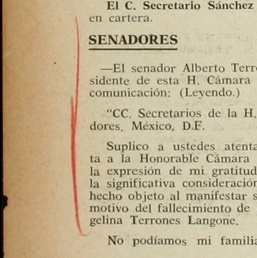 El C. Secretario Sánchez
en cartera.
SENADORES
—El senador Alberto Terro
sidente de esta H. Cámara
comunicación: (Leyendo.)
"CC. Secretarios de la H.
dores, México, D.F.
Suplico a ustedes atenta
ta a la Honorable Cámara
la expresión de mi gratitud
la significativa consideración
hecho objeto al manifestar s
motivo del fallecimiento de
gelina Terrones Langone.
No podíamos mi familia